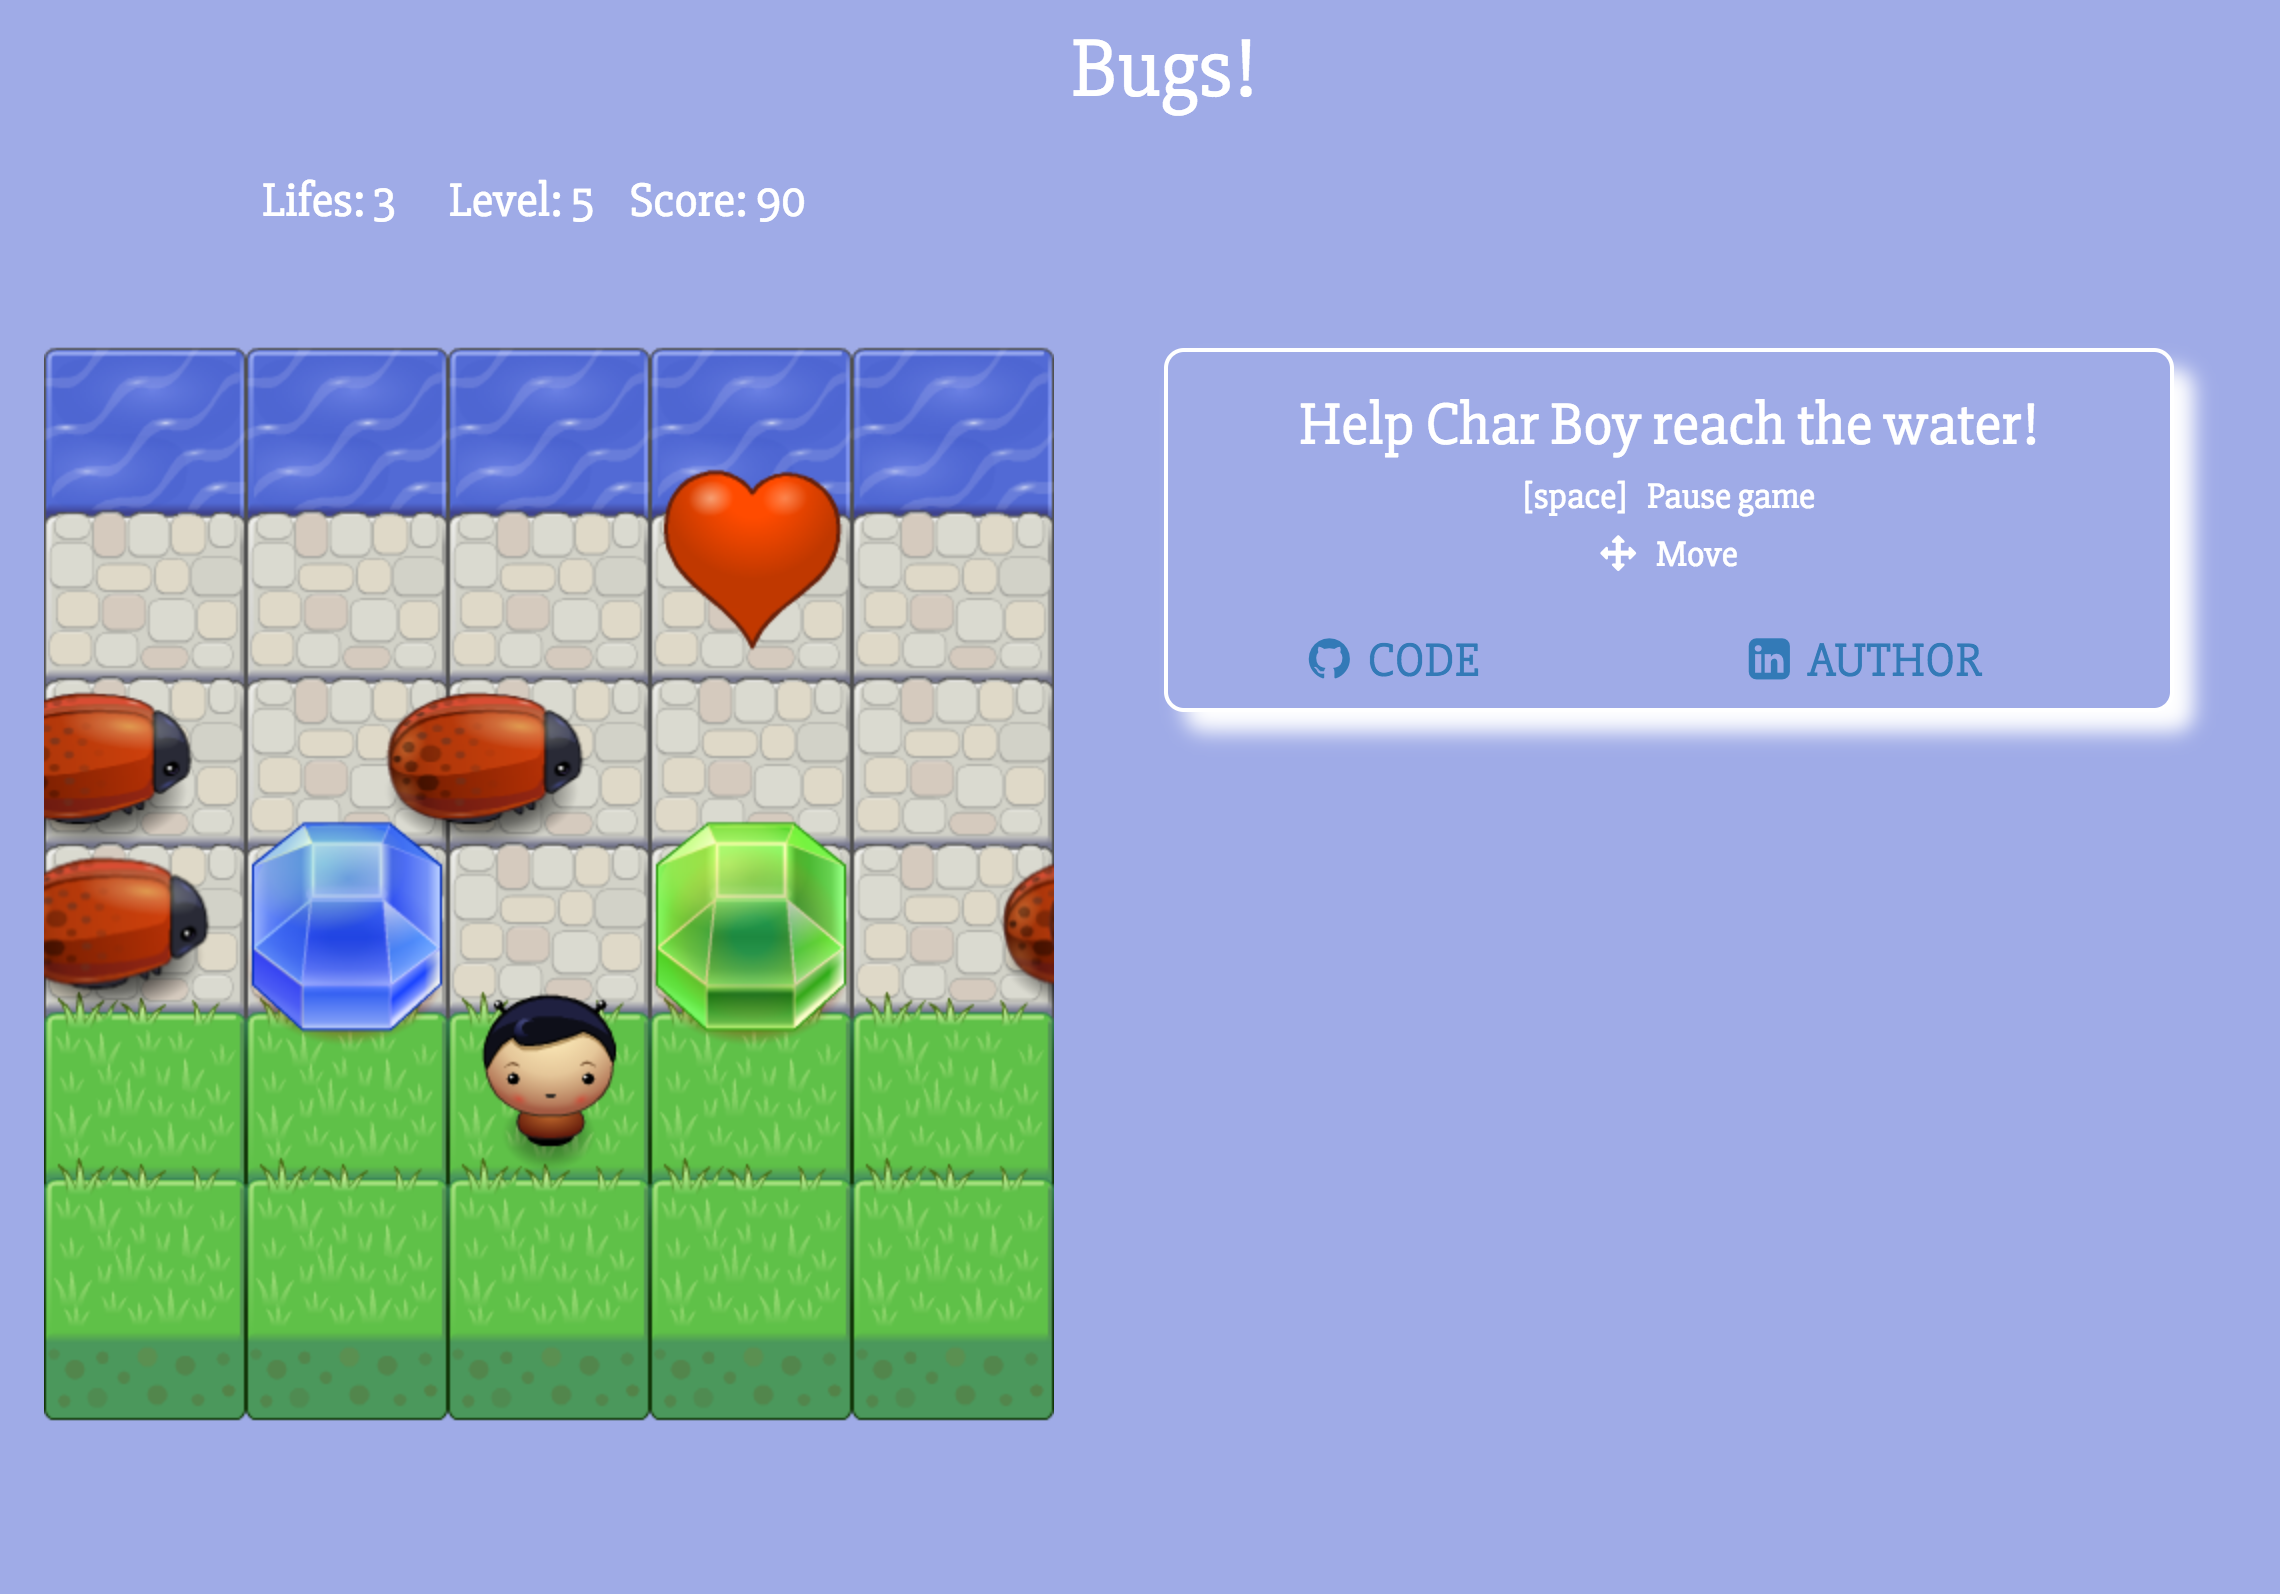 Bugs!
Lifes: 3 Level: 5 Score: 90
Help Char Boy reach the water!
[space] Pause game
Move
CODE AUTHOR